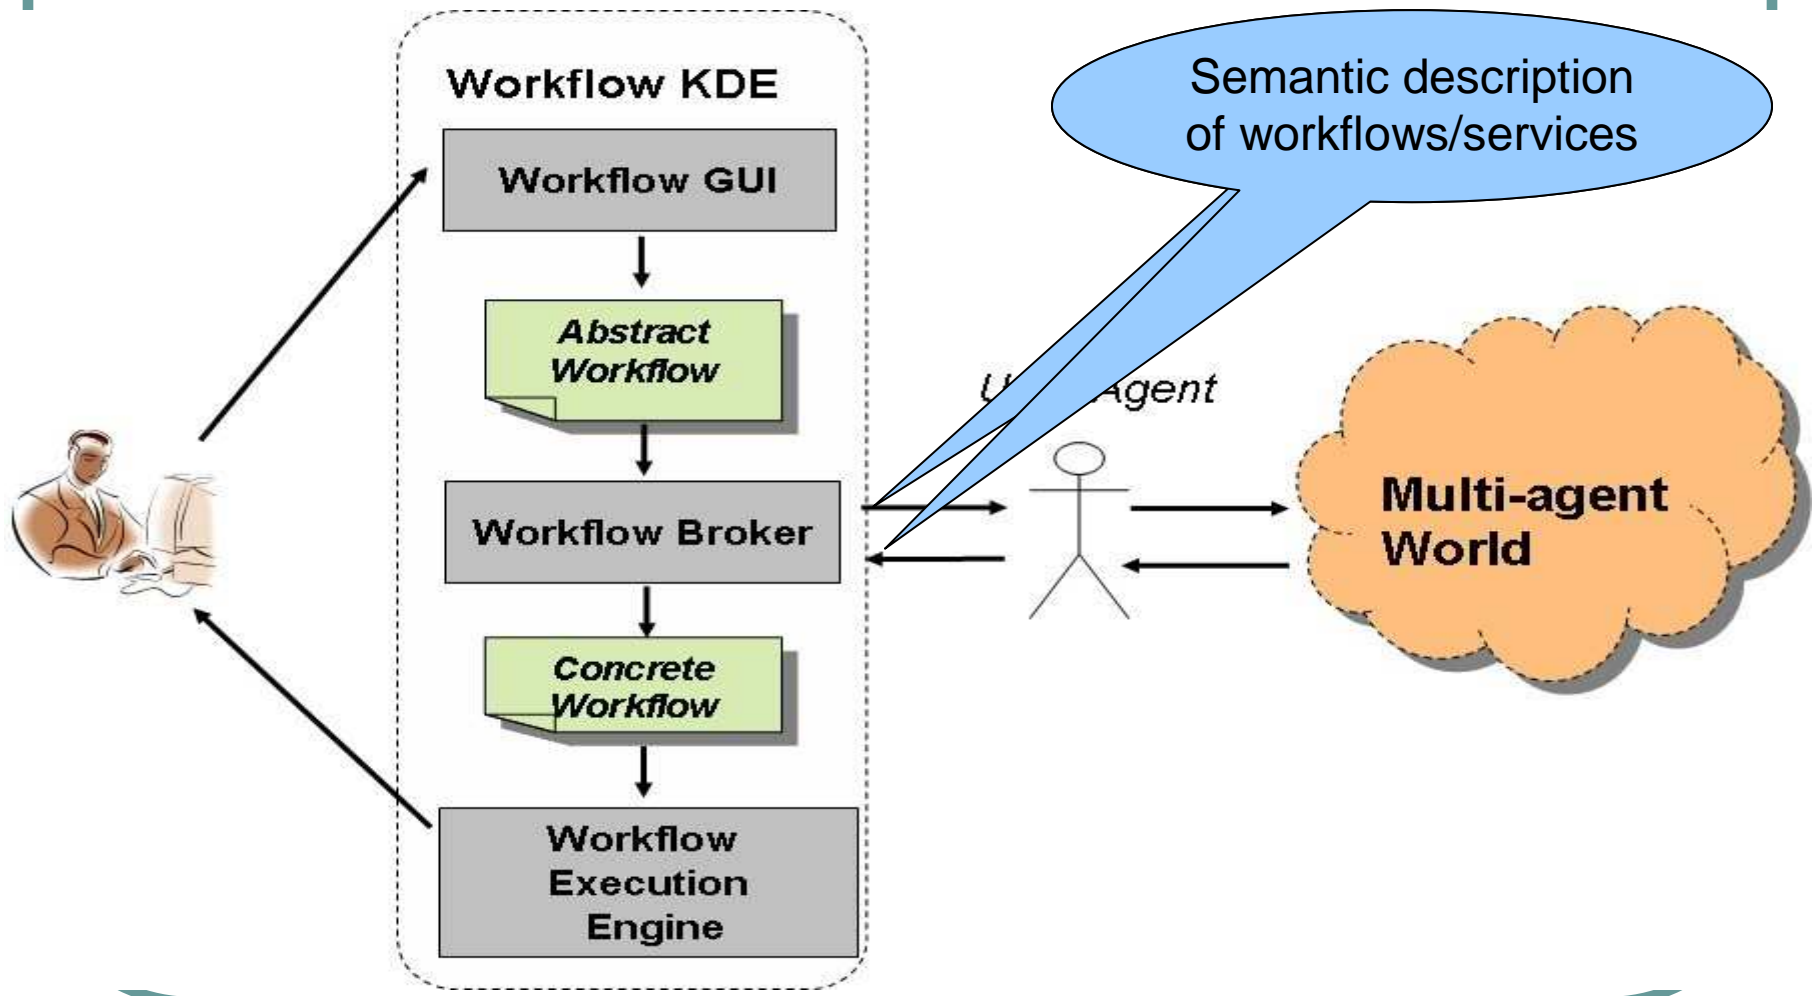 Workflow KDE
Semantic description
of workflows/services
Workflow GUI
Abstract
Workflow
Agent
Workflow Broker
Multi-agent
World
Concrete
Workflow
Workflow
Execution
Engine